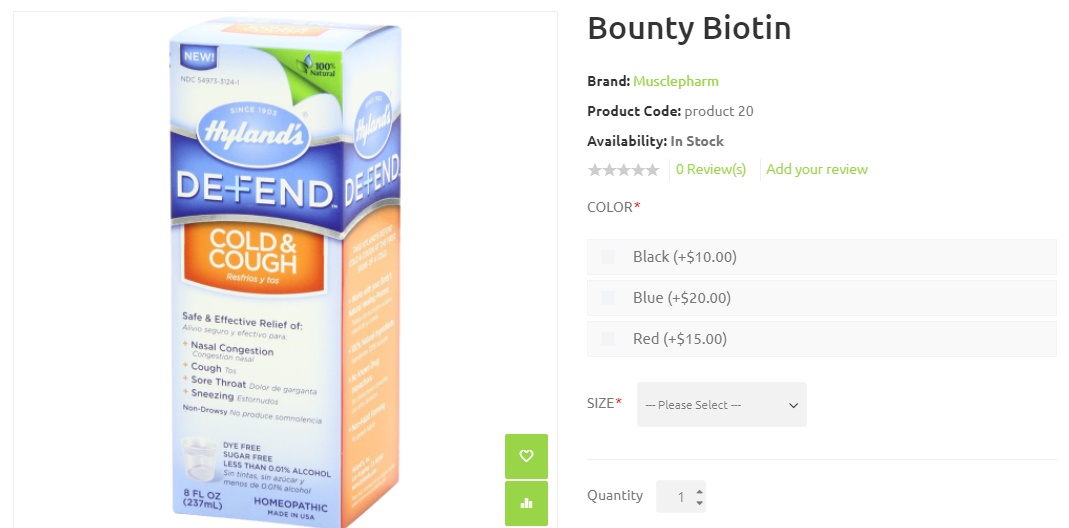 NEW!
100%
Natural
NDC 54973-3124-1
SINCE 1903
Hyland's
DEFEND
COLD &
COUGH
Resfríos y tos
Safe & Effective Relief of:
Alivio seguro y efectivo para:
+ Nasal Congestion
Congestion nasal
+ Cough Tos
+ Sore Throat Dolor de garganta
+ Sneezing Estornudos
Non-Drowsy No produce somnolencia
DYE FREE
SUGAR FREE
LESS THAN 0.01% ALCOHOL
Sin tintas, sin azúcar y
menos de 0.01% alcohol
8 FL OZ
(237mL)
HOMEOPATHIC
MADE IN USA
Hyland's
DEFEND
Bounty Biotin
Brand: Musclepharm
Product Code: product 20
Availability: In Stock
0 Review(s) Add your review
COLOR*
Black (+$10.00)
Blue (+$20.00)
Red (+$15.00)
SIZE* --- Please Select ---
Quantity 1